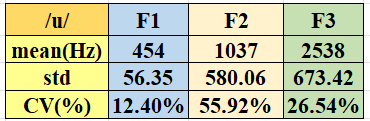 /u/ F1 F2 F3
mean(Hz) 454 1037 2538
std 56.35 580.06 673.42
CV(%) 12.40% 55.92% 26.54%